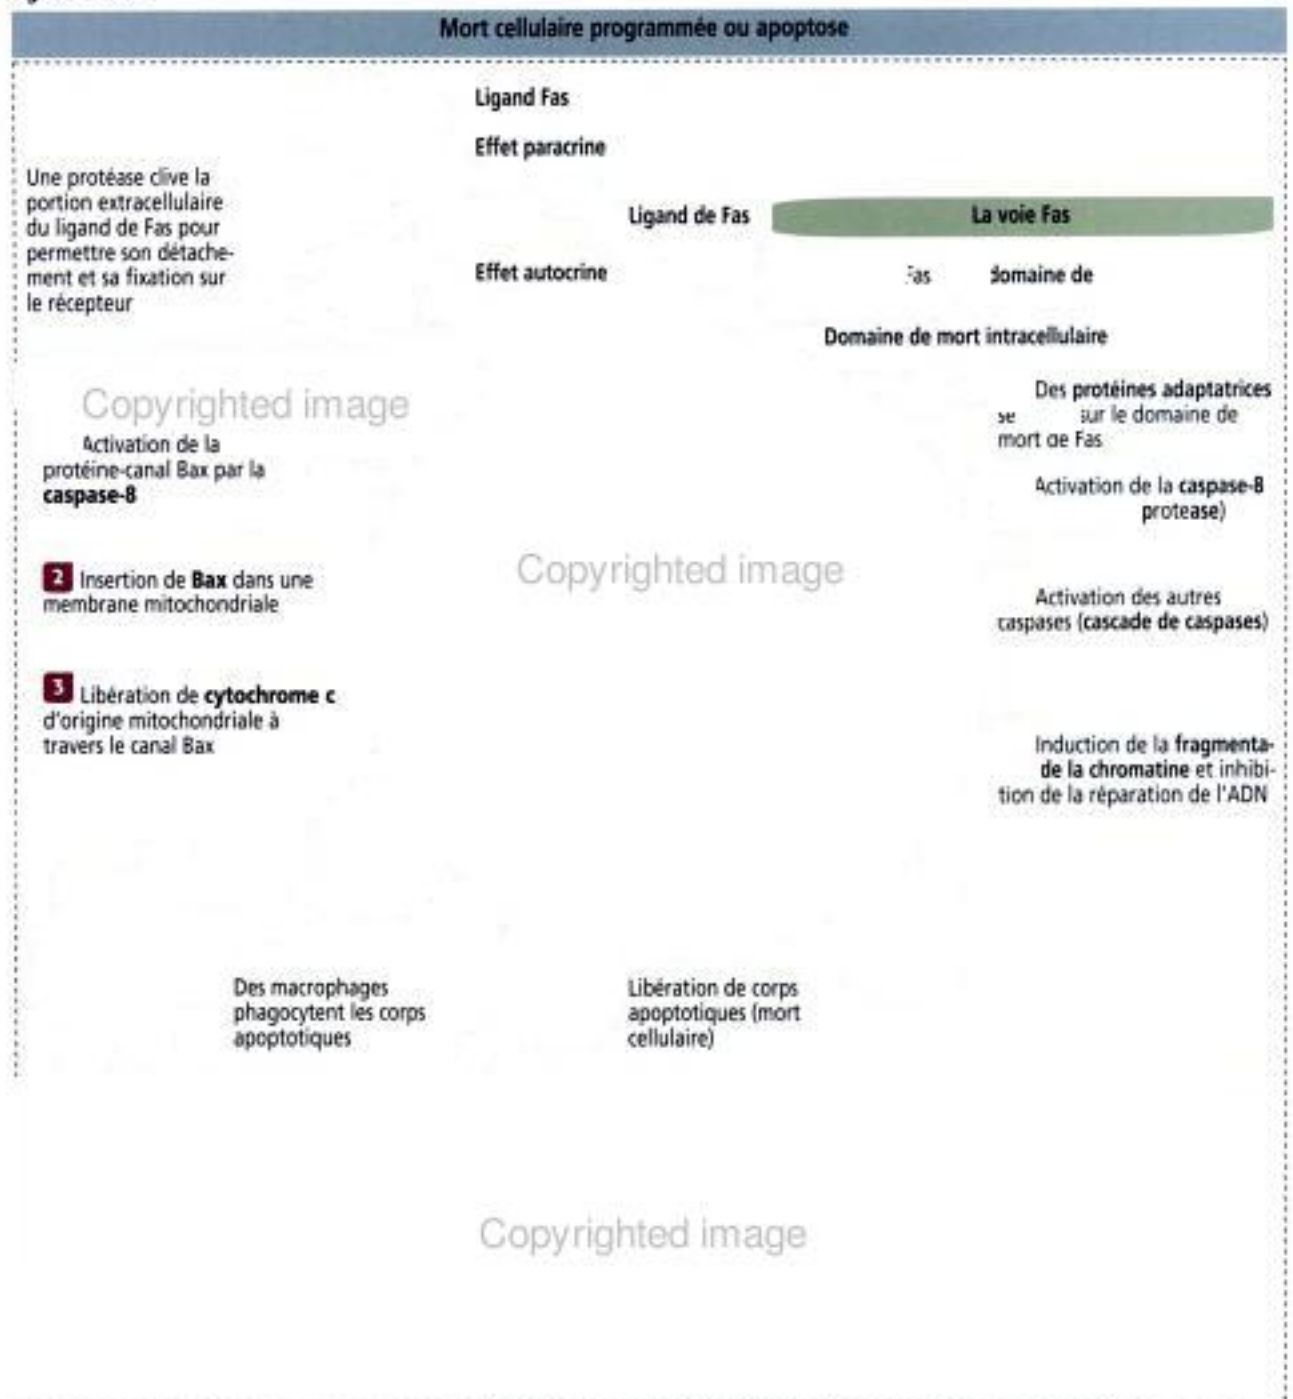 Mort cellulaire programmée ou apoptose
Ligand Fas
Effet paracrine
Une protéase clive la
portion extracellulaire
du ligand de Fas pour
permettre son détache-
ment et sa fixation sur
le récepteur
Ligand de Fas
La voie Fas
Effet autocrine
Fas domaine de
Domaine de mort intracellulaire
Copyrighted image
Activation de la
protéine-canal Bax par la
caspase-8
2 Insertion de Bax dans une
membrane mitochondriale
3 Libération de cytochrome c
d'origine mitochondriale à
travers le canal Bax
Copyrighted image
Des protéines adaptatrices
se sur le domaine de
mort de Fas
Activation de la caspase-8
protease)
Activation des autres
caspases (cascade de caspases)
Induction de la fragmenta-
de la chromatine et inhibi-
tion de la réparation de l'ADN
Des macrophages
phagocytent les corps
apoptotiques
Libération de corps
apoptotiques (mort
cellulaire)
Copyrighted image